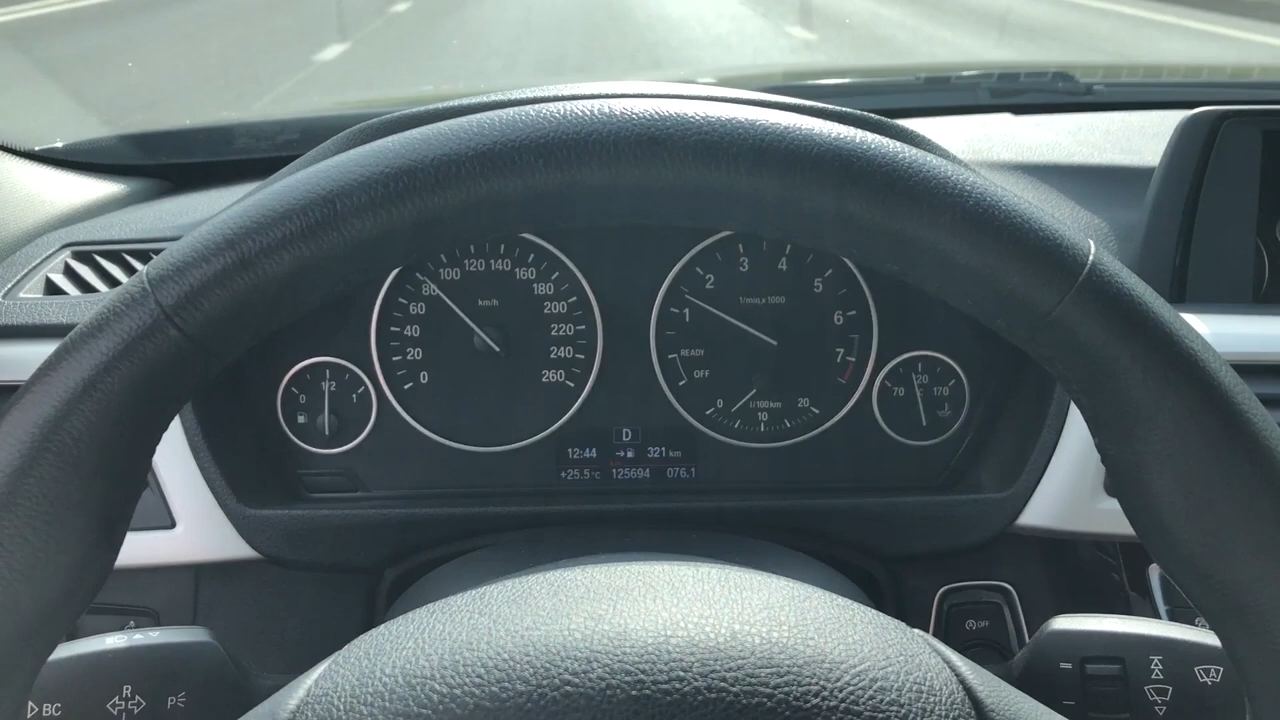 0 20 40 60 80 100 120 140 160 180 200 220 240 260
km/h
1 2 3 4 5 6 7
1/min x 1000
READY
OFF
0 10 20
l/100km
0 1/2 1
70 120 170
°C
D
12:44 321 km
+25.5°C 125694 076.1
OFF
BC
R
P
A